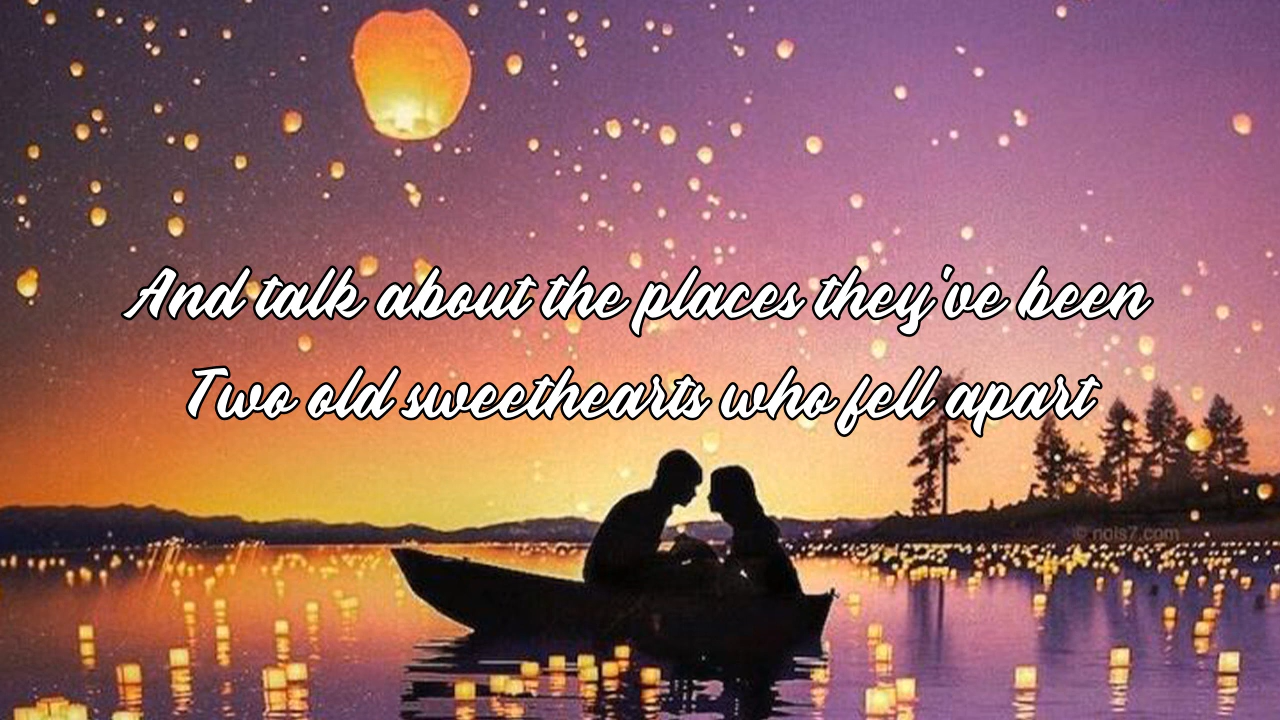 And talk about the places they've been
Two old sweethearts who fell apart
© nois7.com